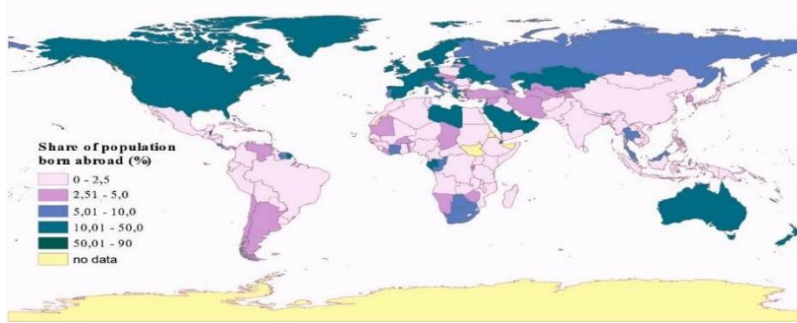 Share of population
born abroad (%)
0 - 2,5
2,51 - 5,0
5,01 - 10,0
10,01 - 50,0
50,01 - 90
no data